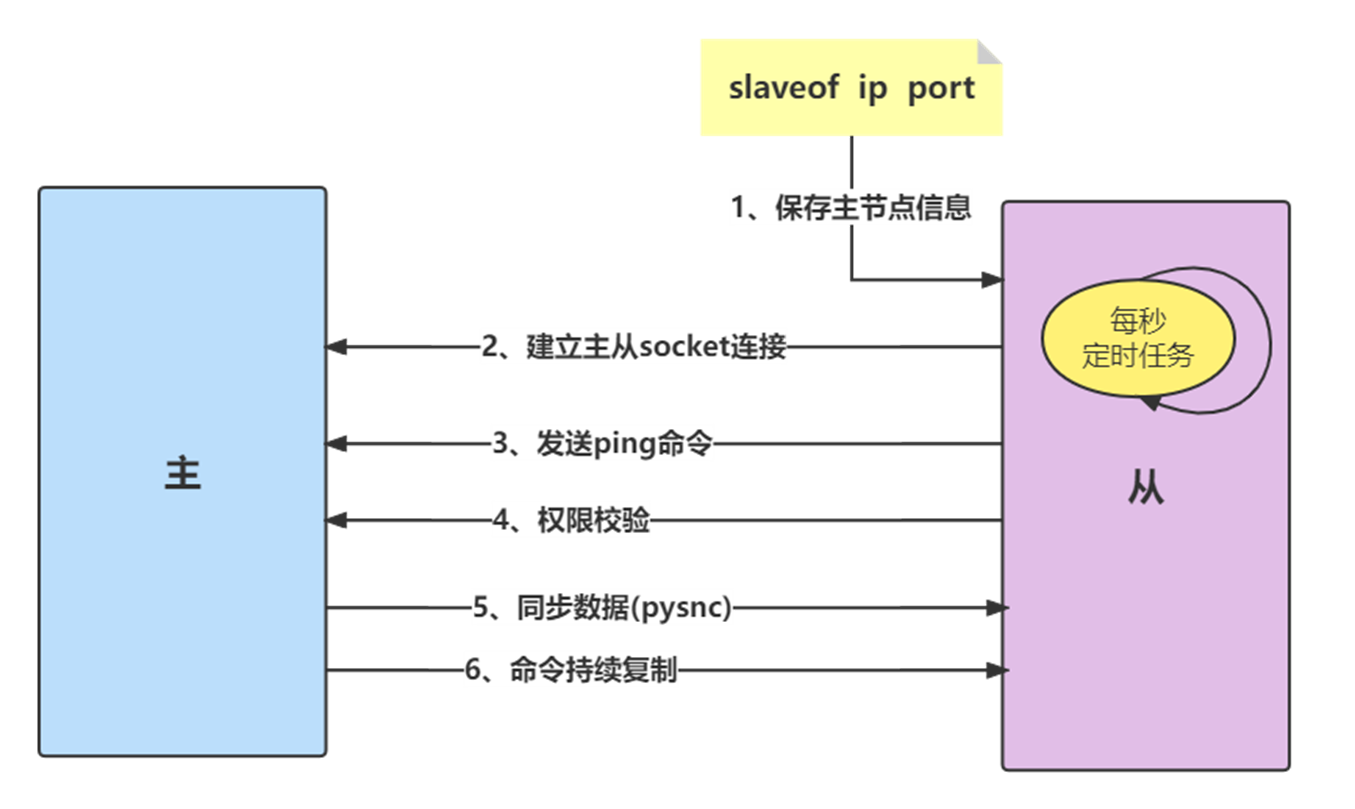 slaveof ip port
1、保存主节点信息
每秒
定时任务
2、建立主从socket连接
3、发送ping命令
主
从
4、权限校验
5、同步数据(pysnc)
6、命令持续复制